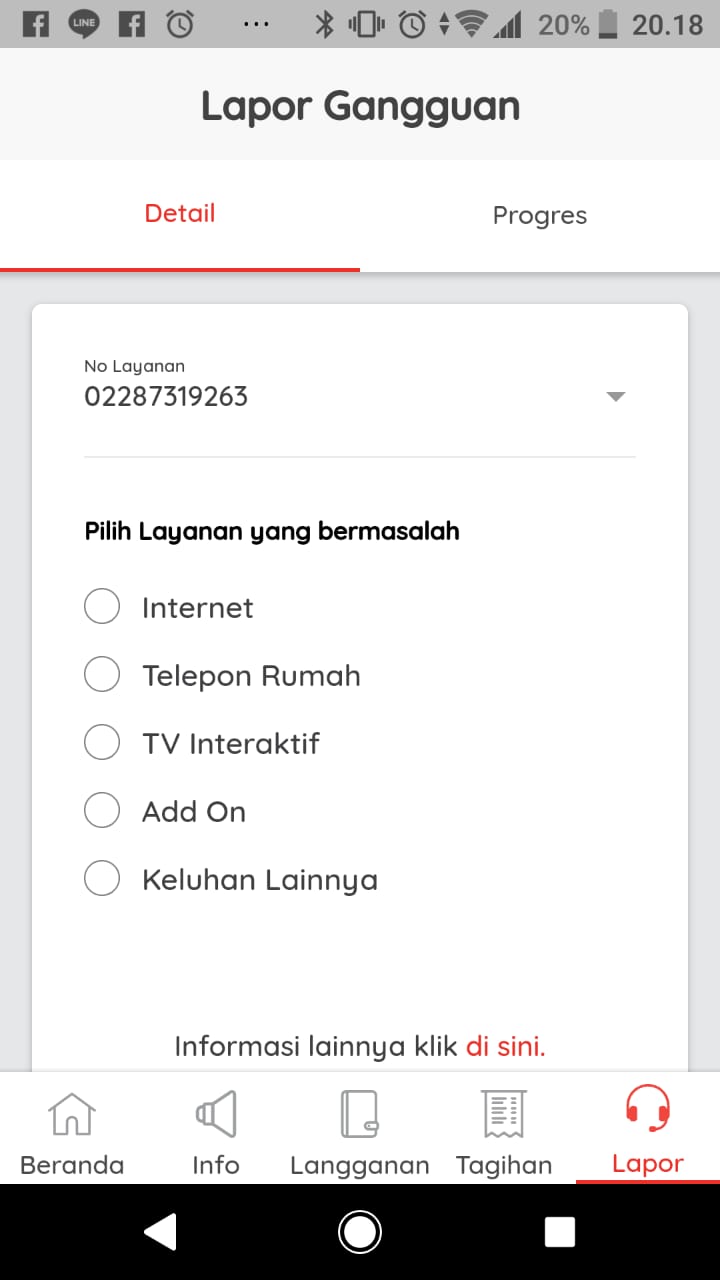 LINE
20%
20.18
Lapor Gangguan
Detail
Progres
No Layanan
02287319263
Pilih Layanan yang bermasalah
Internet
Telepon Rumah
TV Interaktif
Add On
Keluhan Lainnya
Informasi lainnya klik di sini.
Beranda
Info
Langganan
Tagihan
Lapor